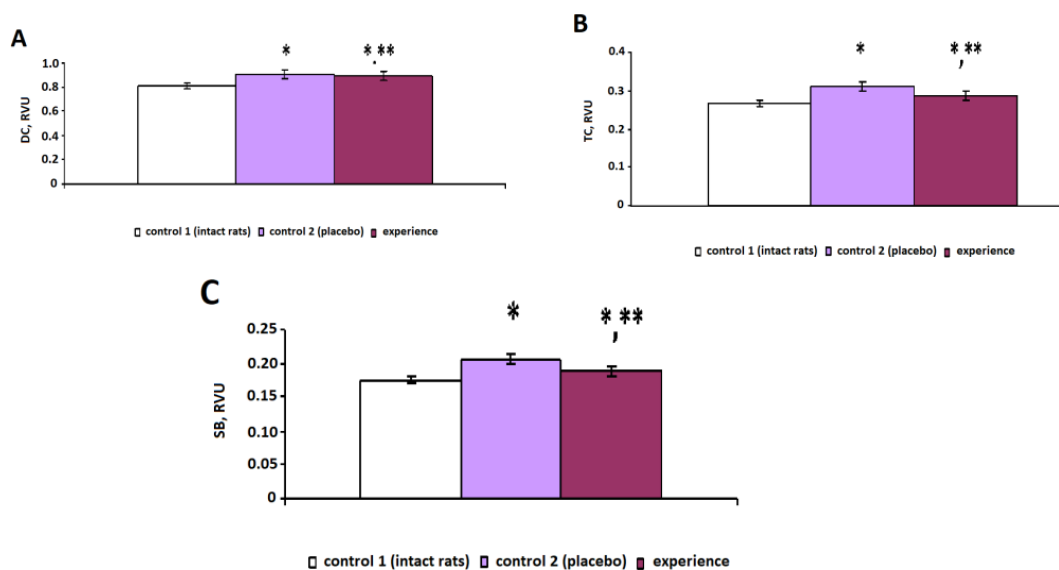 A
* *,**
1.0
0.8
0.6
0.4
0.2
0
DC, RVU
control 1 (intact rats) control 2 (placebo) experience
B
* *,**
0.4
0.3
0.2
0.1
0
TC, RVU
control 1 (intact rats) control 2 (placebo) experience
C
* *,**
0.25
0.20
0.15
0.10
0.05
0
SB, RVU
control 1 (intact rats) control 2 (placebo) experience